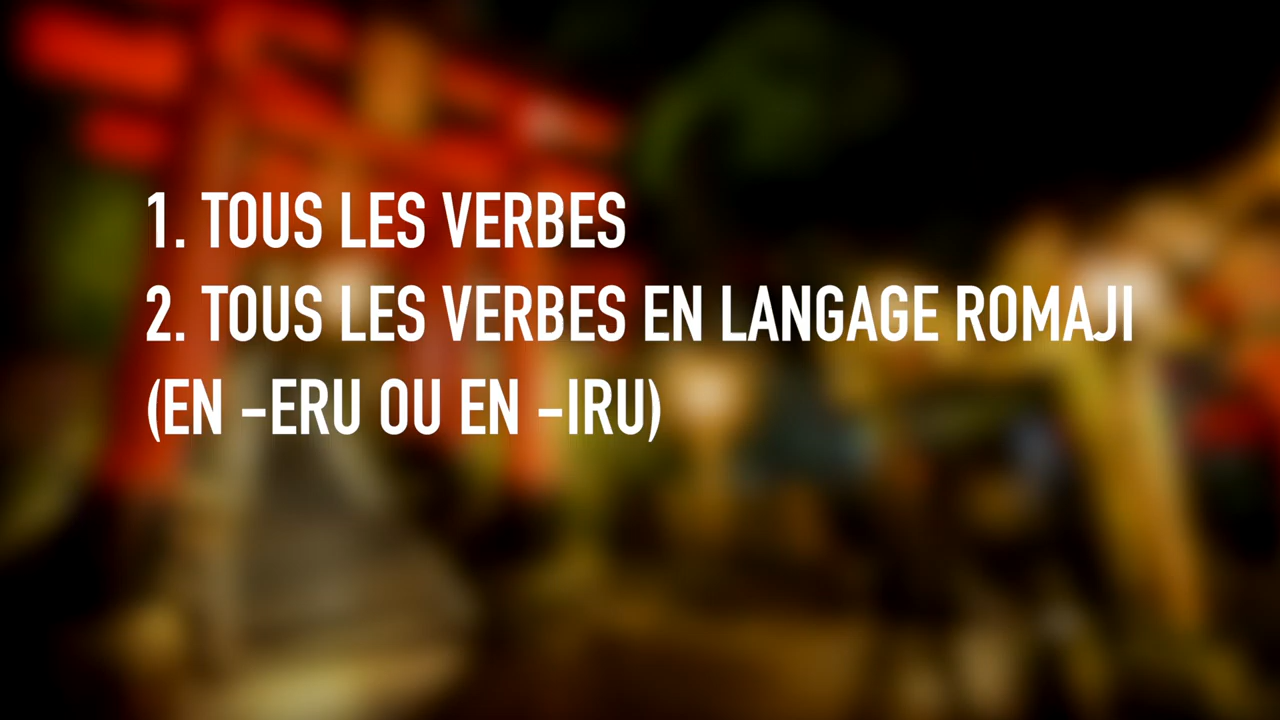 1. TOUS LES VERBES
2. TOUS LES VERBES EN LANGAGE ROMAJI
(EN -ERU OU EN -IRU)